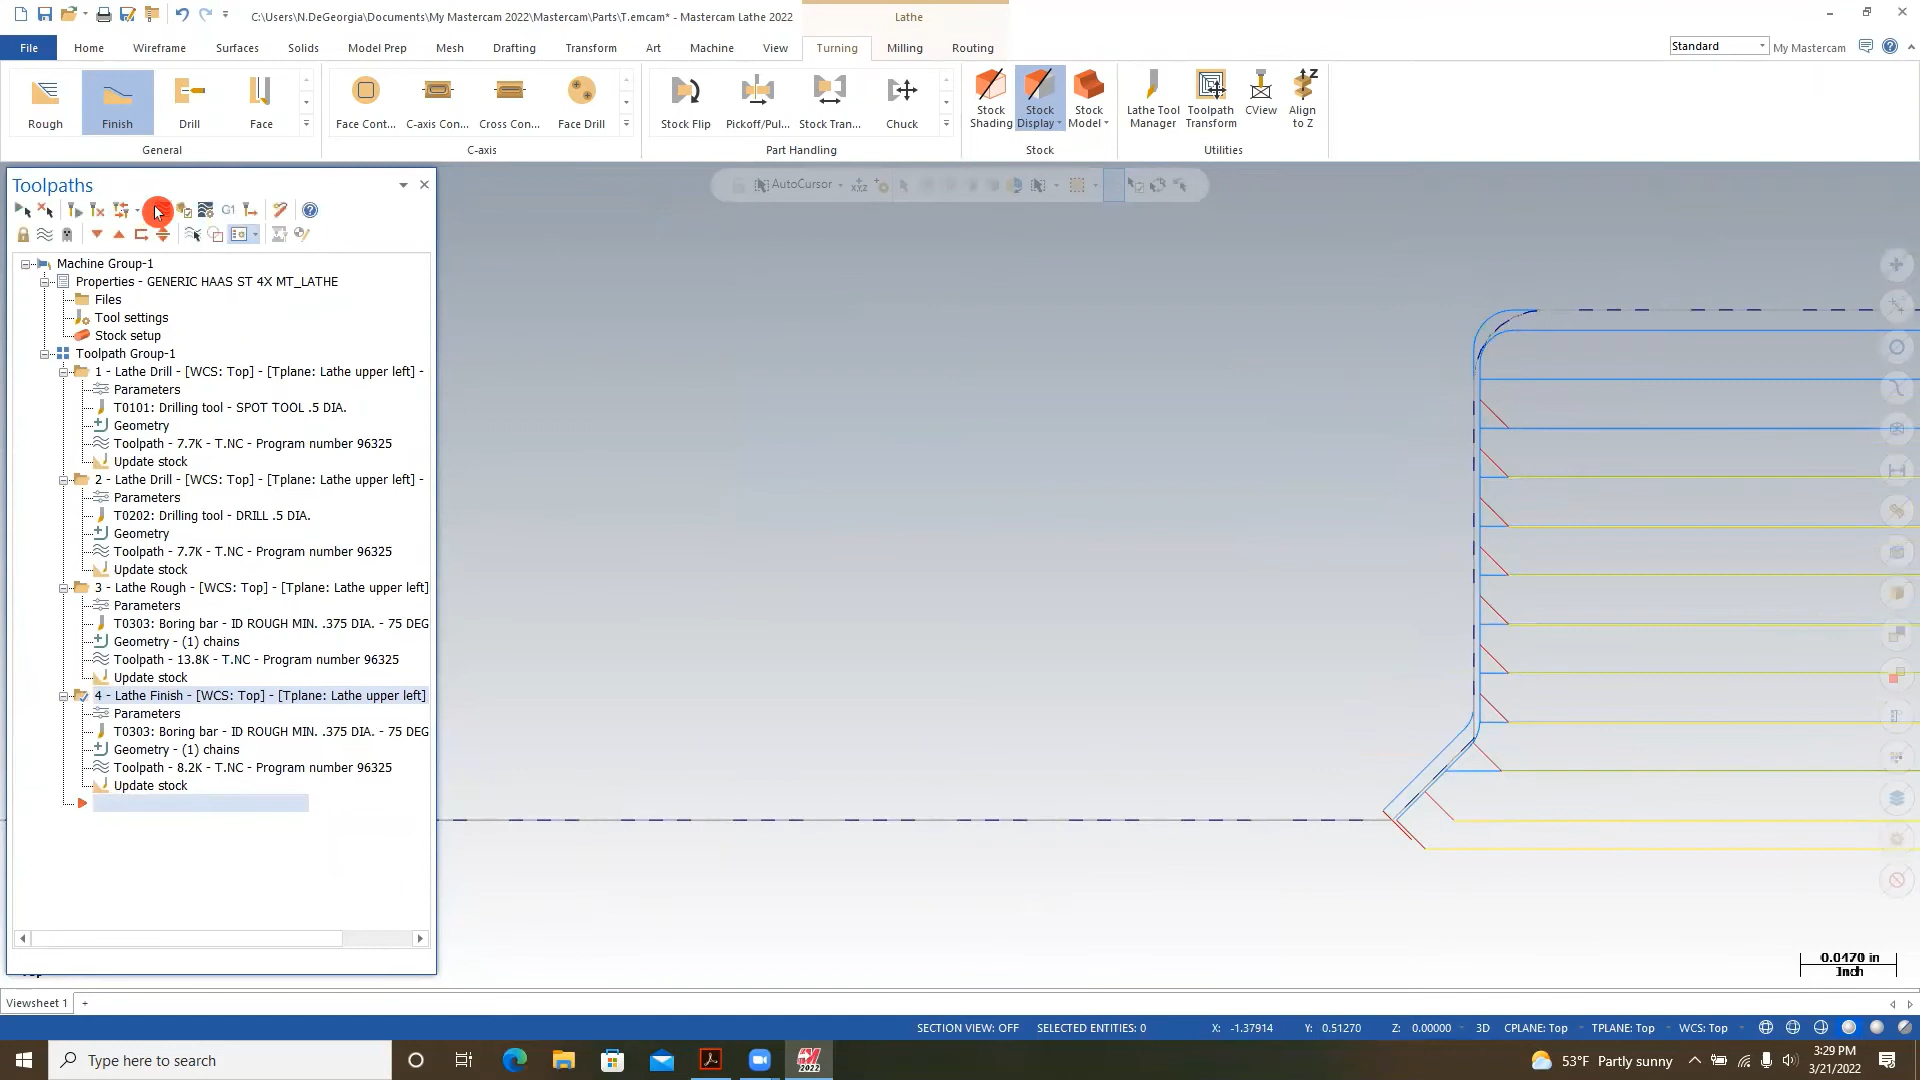 C:\Users\N.DeGeorgia\Documents\My Mastercam 2022\Mastercam\Parts\T.emcam* - Mastercam Lathe 2022
Lathe
File
Home
Wireframe
Surfaces
Solids
Model Prep
Mesh
Drafting
Transform
Art
Machine
View
Turning
Milling
Routing
Standard
My Mastercam
Rough
Finish
Drill
Face
Face Cont...
C-axis Con...
Cross Con...
Face Drill
Stock Flip
Pickoff/Pul...
Stock Tran...
Chuck
Stock Shading
Stock Display
Stock Model
Lathe Tool Manager
Toolpath Transform
CView
Align to Z
General
C-axis
Part Handling
Stock
Utilities
Toolpaths
AutoCursor
G1
Machine Group-1
Properties - GENERIC HAAS ST 4X MT_LATHE
Files
Tool settings
Stock setup
Toolpath Group-1
1 - Lathe Drill - [WCS: Top] - [Tplane: Lathe upper left] -
Parameters
T0101: Drilling tool - SPOT TOOL .5 DIA.
Geometry
Toolpath - 7.7K - T.NC - Program number 96325
Update stock
2 - Lathe Drill - [WCS: Top] - [Tplane: Lathe upper left] -
Parameters
T0202: Drilling tool - DRILL .5 DIA.
Geometry
Toolpath - 7.7K - T.NC - Program number 96325
Update stock
3 - Lathe Rough - [WCS: Top] - [Tplane: Lathe upper left]
Parameters
T0303: Boring bar - ID ROUGH MIN. .375 DIA. - 75 DEG
Geometry - (1) chains
Toolpath - 13.8K - T.NC - Program number 96325
Update stock
4 - Lathe Finish - [WCS: Top] - [Tplane: Lathe upper left]
Parameters
T0303: Boring bar - ID ROUGH MIN. .375 DIA. - 75 DEG
Geometry - (1) chains
Toolpath - 8.2K - T.NC - Program number 96325
Update stock
0.0470 in
Inch
Viewsheet 1
+
SECTION VIEW: OFF
SELECTED ENTITIES: 0
X: -1.37914
Y: 0.51270
Z: 0.00000
3D
CPLANE: Top
TPLANE: Top
WCS: Top
Type here to search
2022
53°F Partly sunny
3:29 PM
3/21/2022